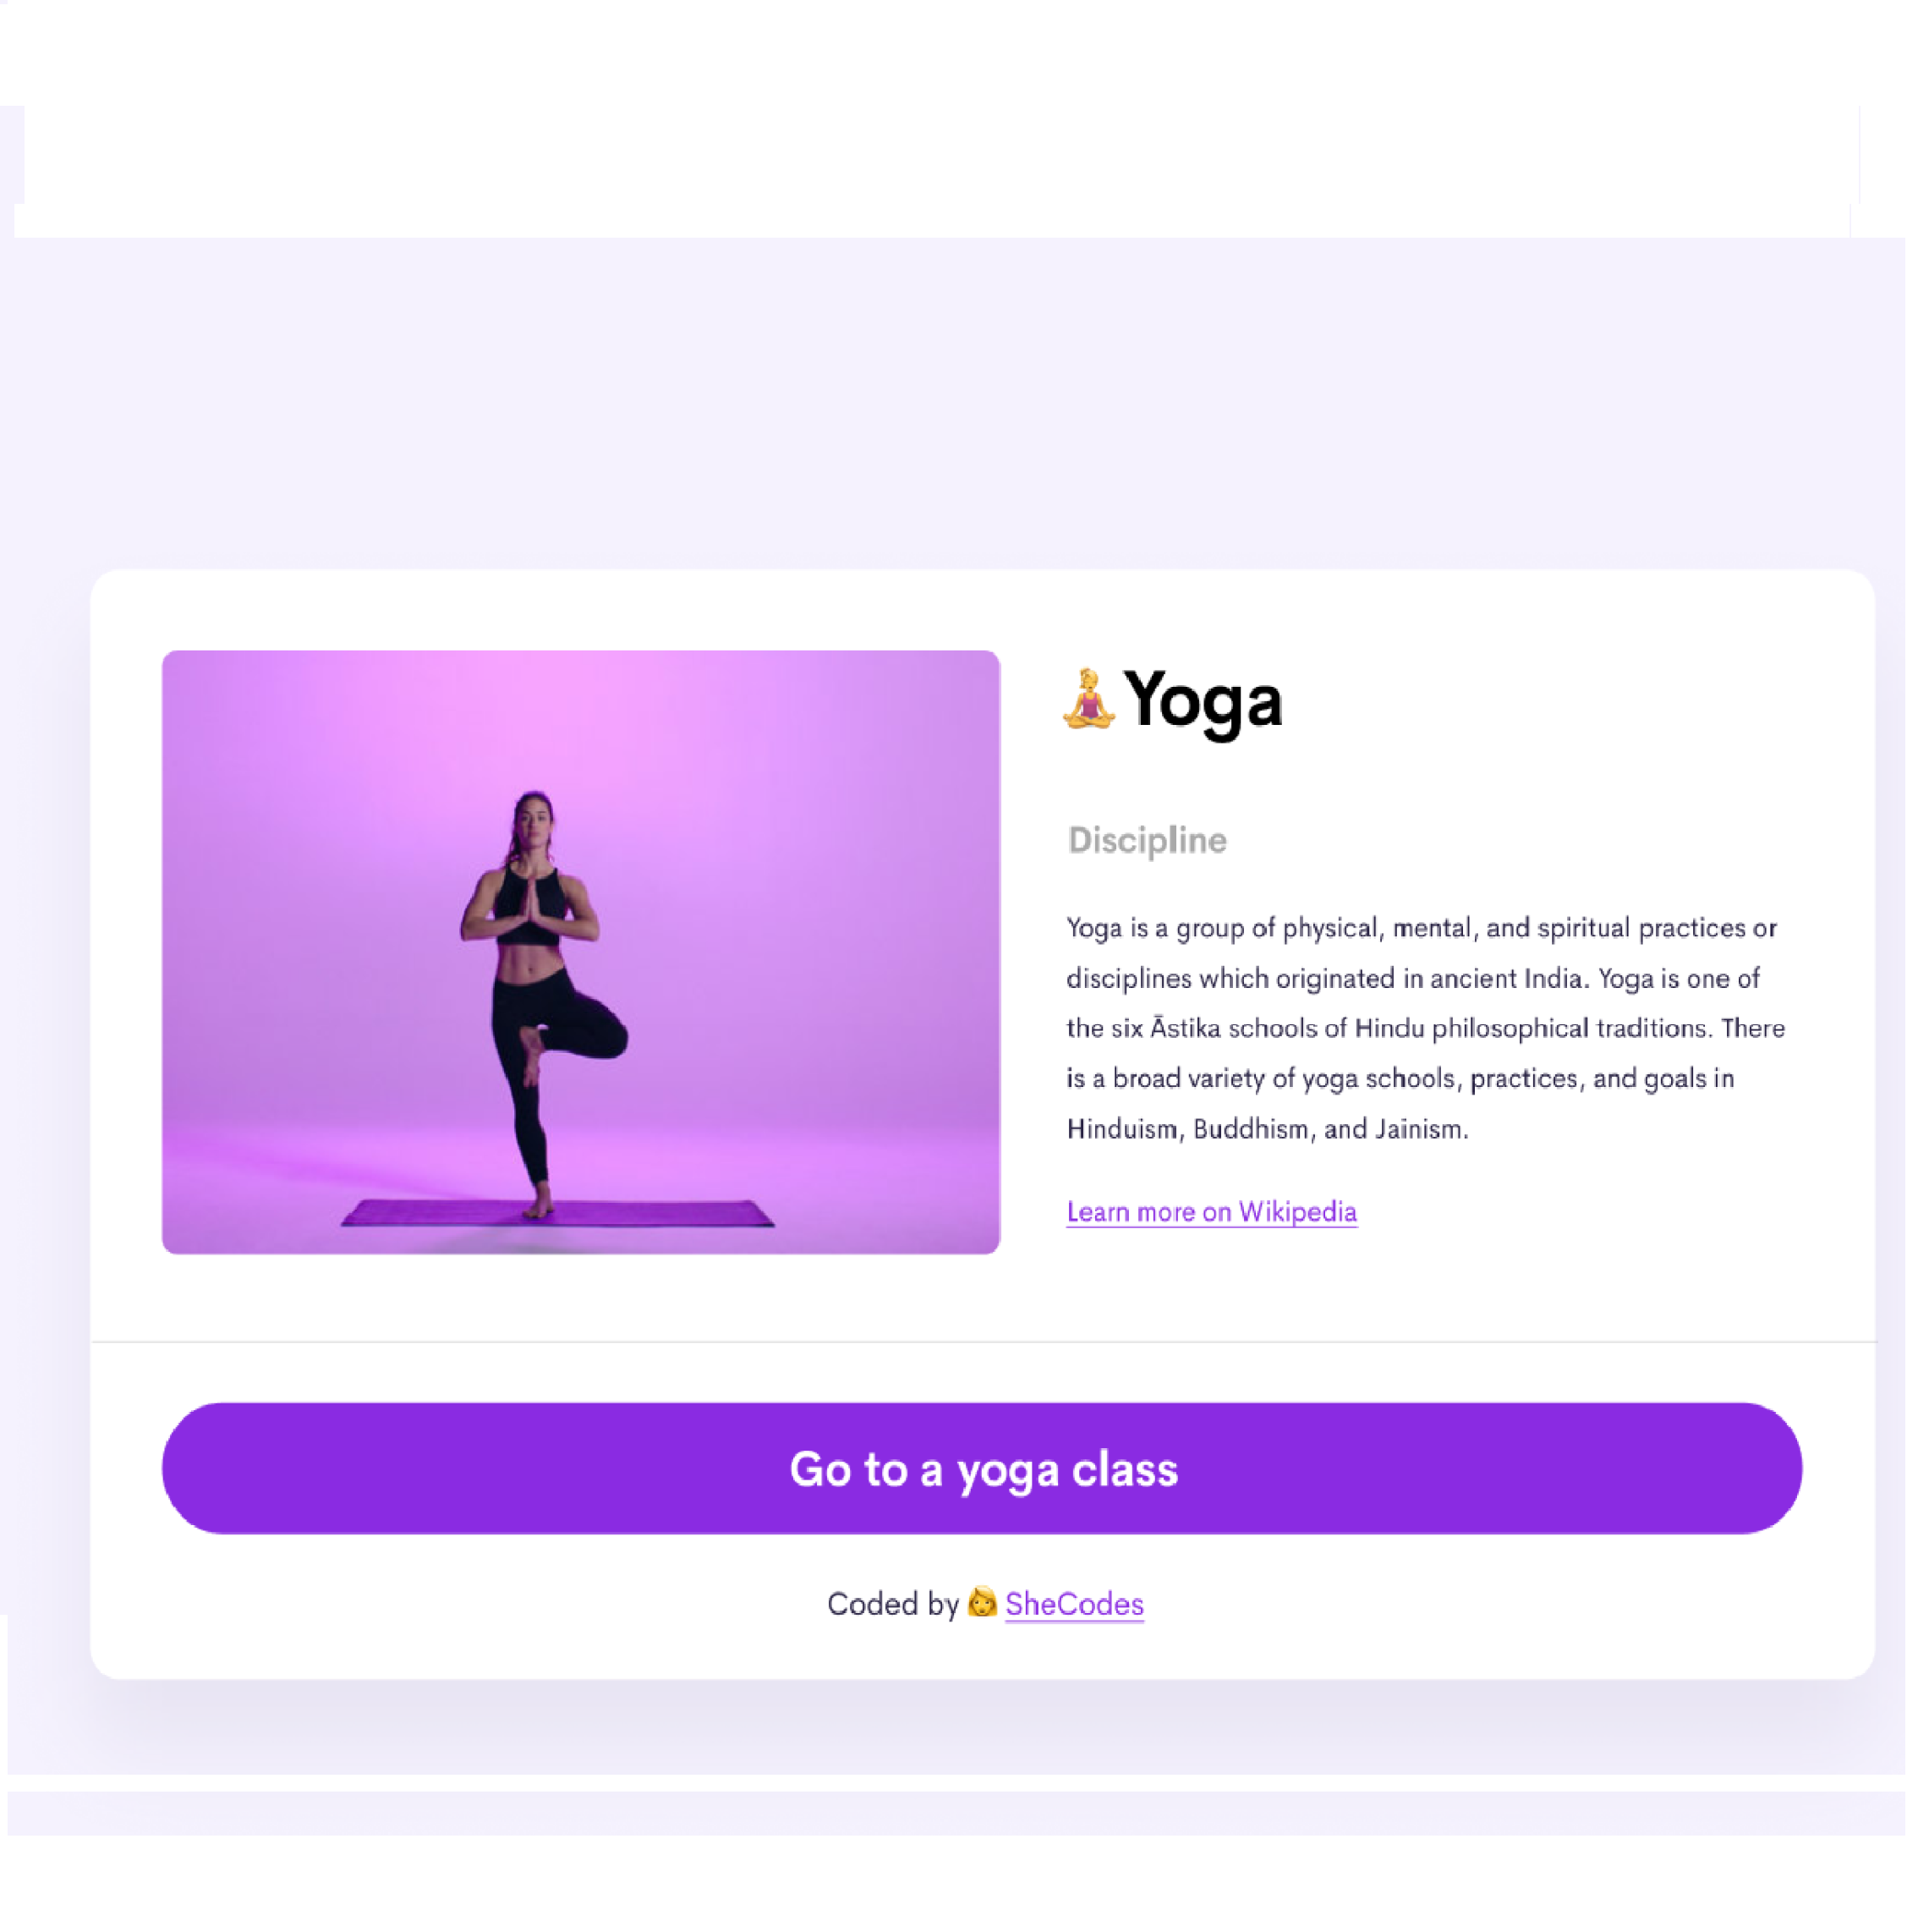 🧘‍♀️Yoga
Discipline
Yoga is a group of physical, mental, and spiritual practices or
disciplines which originated in ancient India. Yoga is one of
the six Āstika schools of Hindu philosophical traditions. There
is a broad variety of yoga schools, practices, and goals in
Hinduism, Buddhism, and Jainism.
Learn more on Wikipedia
Go to a yoga class
Coded by 👩 SheCodes